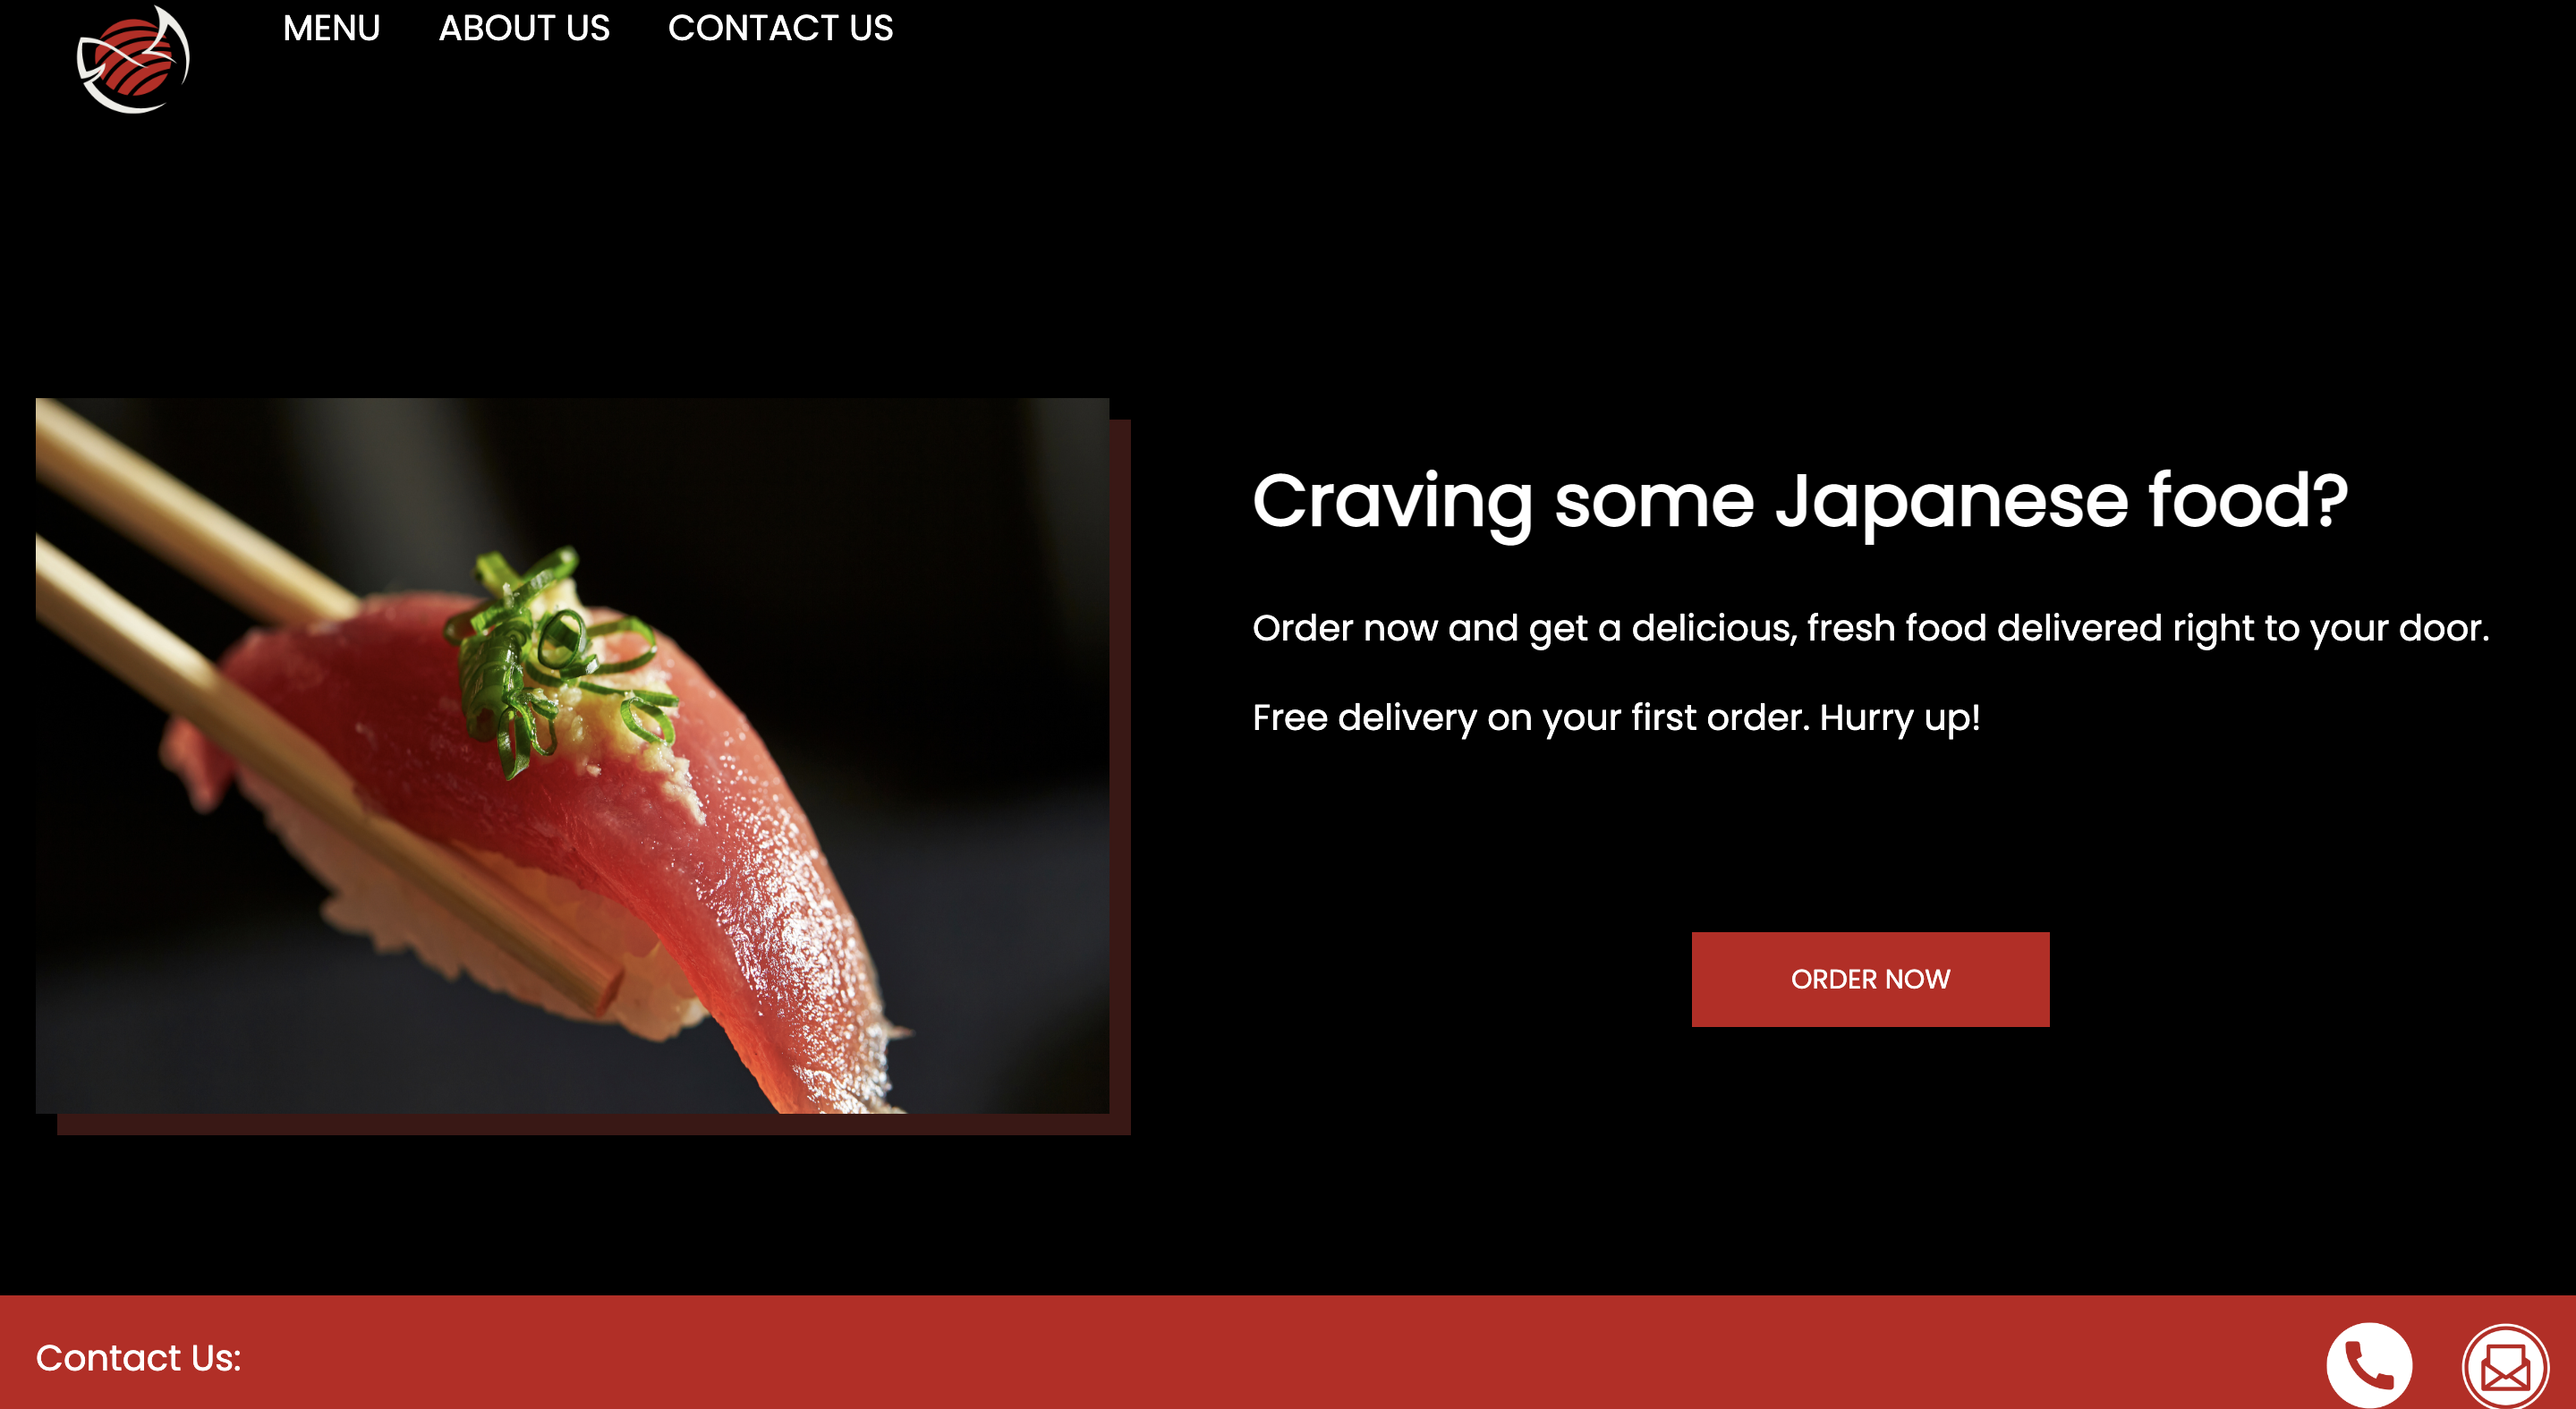 MENU ABOUT US CONTACT US
Craving some Japanese food?
Order now and get a delicious, fresh food delivered right to your door.
Free delivery on your first order. Hurry up!
ORDER NOW
Contact Us: